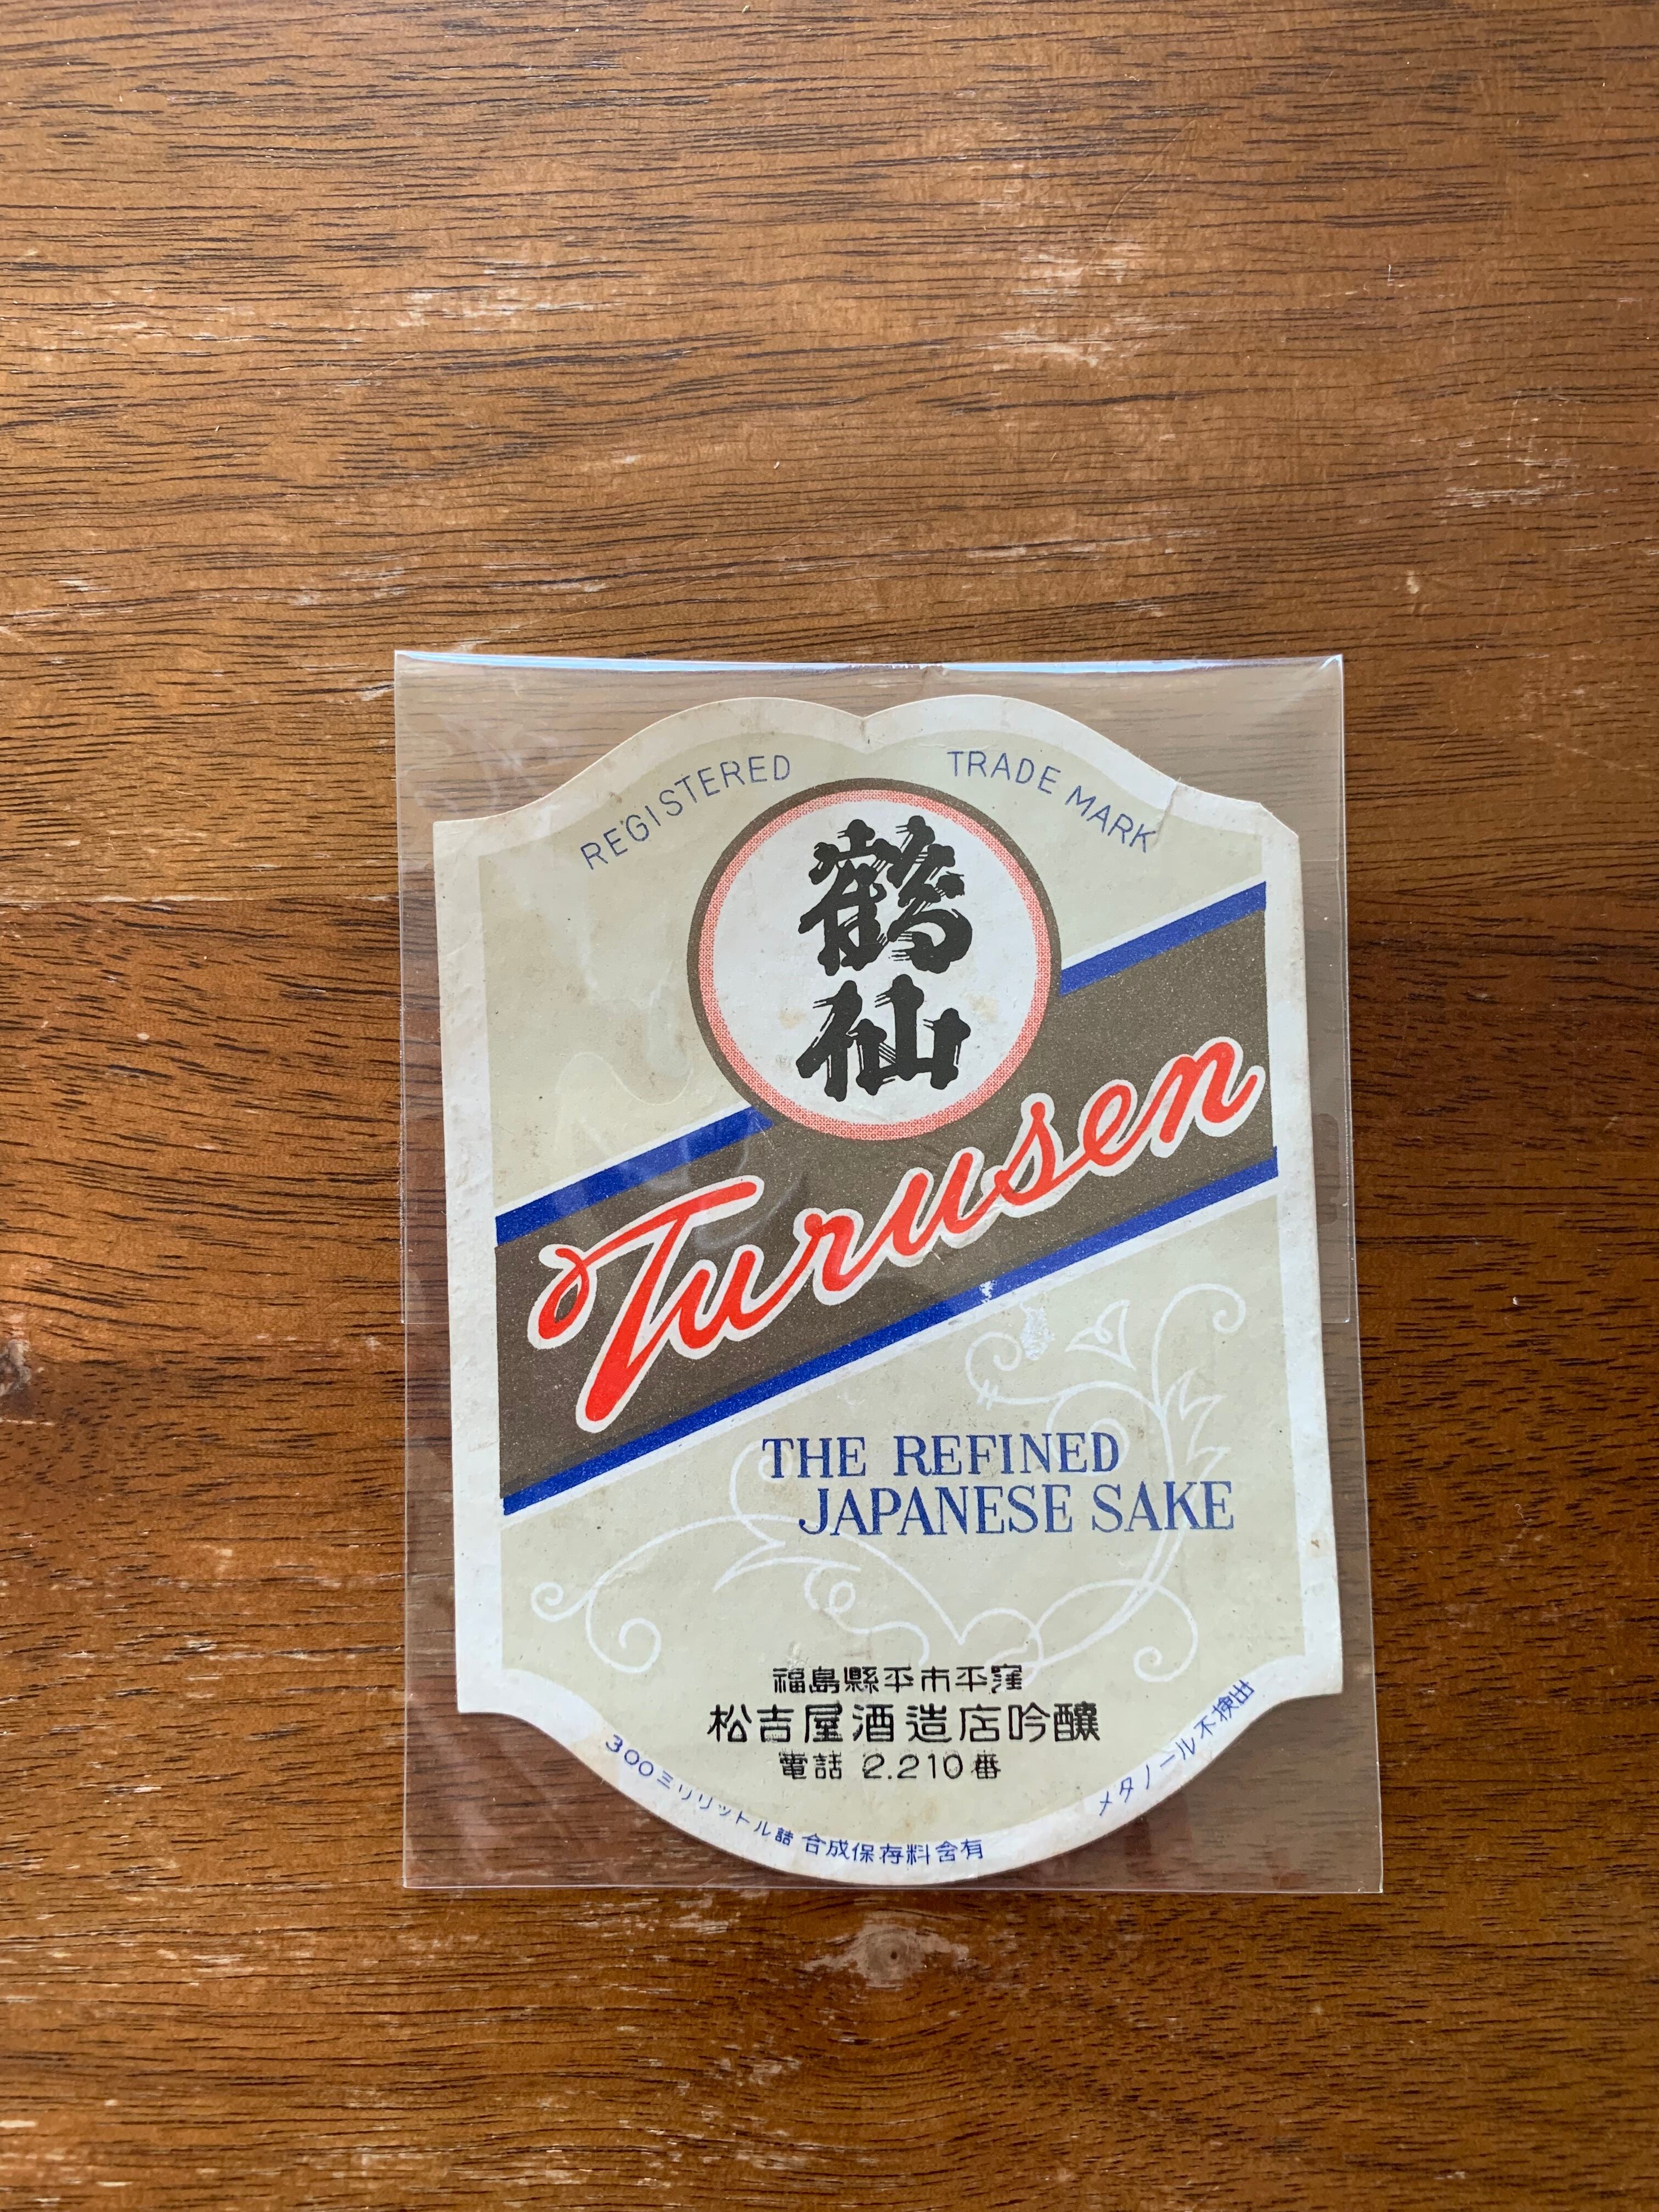 REGISTERED TRADE MARK
鶴仙
Turusen
THE REFINED
JAPANESE SAKE
福島縣平市平窪
松吉屋酒造店吟醸
電話 2.210番
300ミリリットル詰 合成保存料含有 メタノール不検出